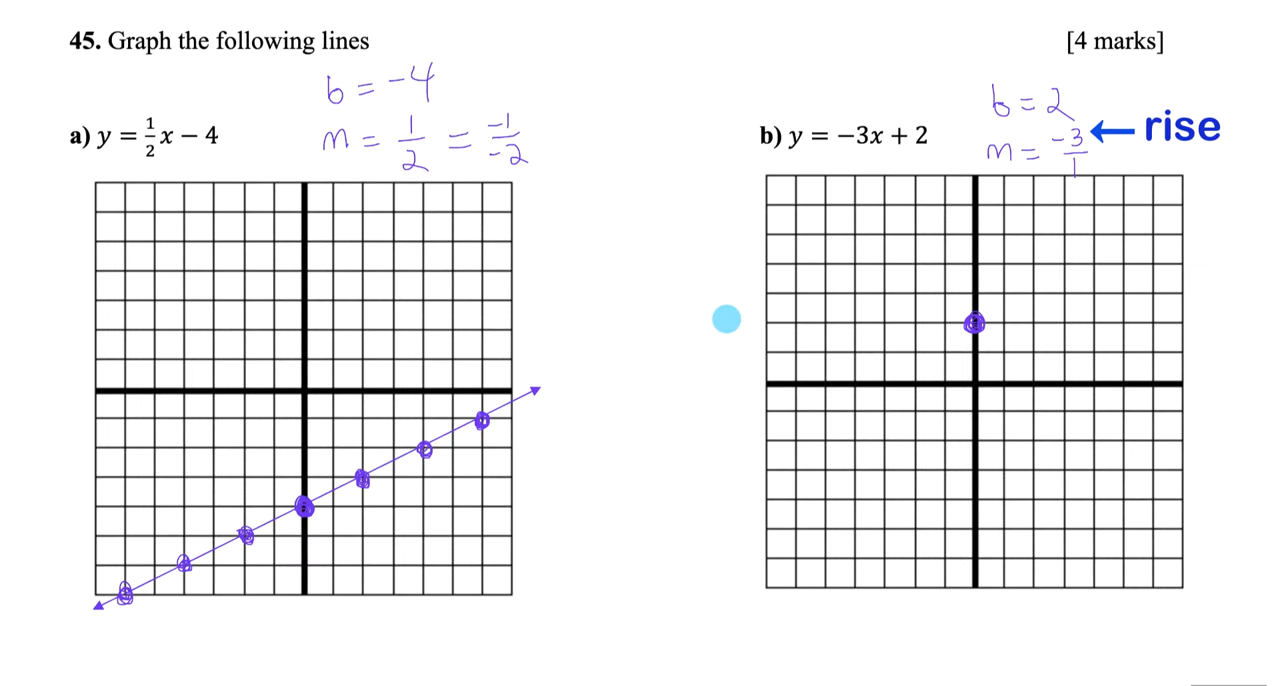 45. Graph the following lines [4 marks]
b = -4
a) y = 1/2 x − 4
m = 1/2 = -1/-2
b = 2
b) y = −3x + 2
m = -3/1 ← rise